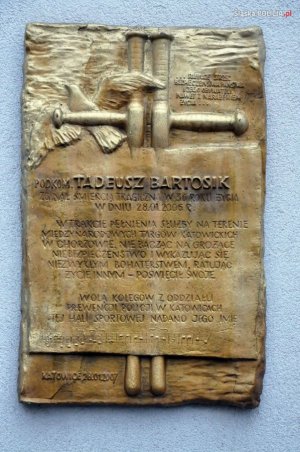 PODKOM. TADEUSZ BARTOSIK
ZGINĄŁ ŚMIERCIĄ TRAGICZNĄ W 36 ROKU ŻYCIA
W DNIU 28.01.2006 R.
W TRAKCIE PEŁNIENIA SŁUŻBY NA TERENIE
MIĘDZYNARODOWYCH TARGÓW KATOWICKICH
W CHORZOWIE, NIE BACZĄC NA GROŻĄCE
NIEBEZPIECZEŃSTWO I WYKAZUJĄC SIĘ
NIEZWYKŁYM BOHATERSTWEM, RATUJĄC
ŻYCIE INNYM - POŚWIĘCIŁ SWOJE.
WOLĄ KOLEGÓW Z ODDZIAŁU
PREWENCJI POLICJI W KATOWICACH
TEJ HALI SPORTOWEJ NADANO JEGO IMIĘ
KATOWICE 28.01.2007